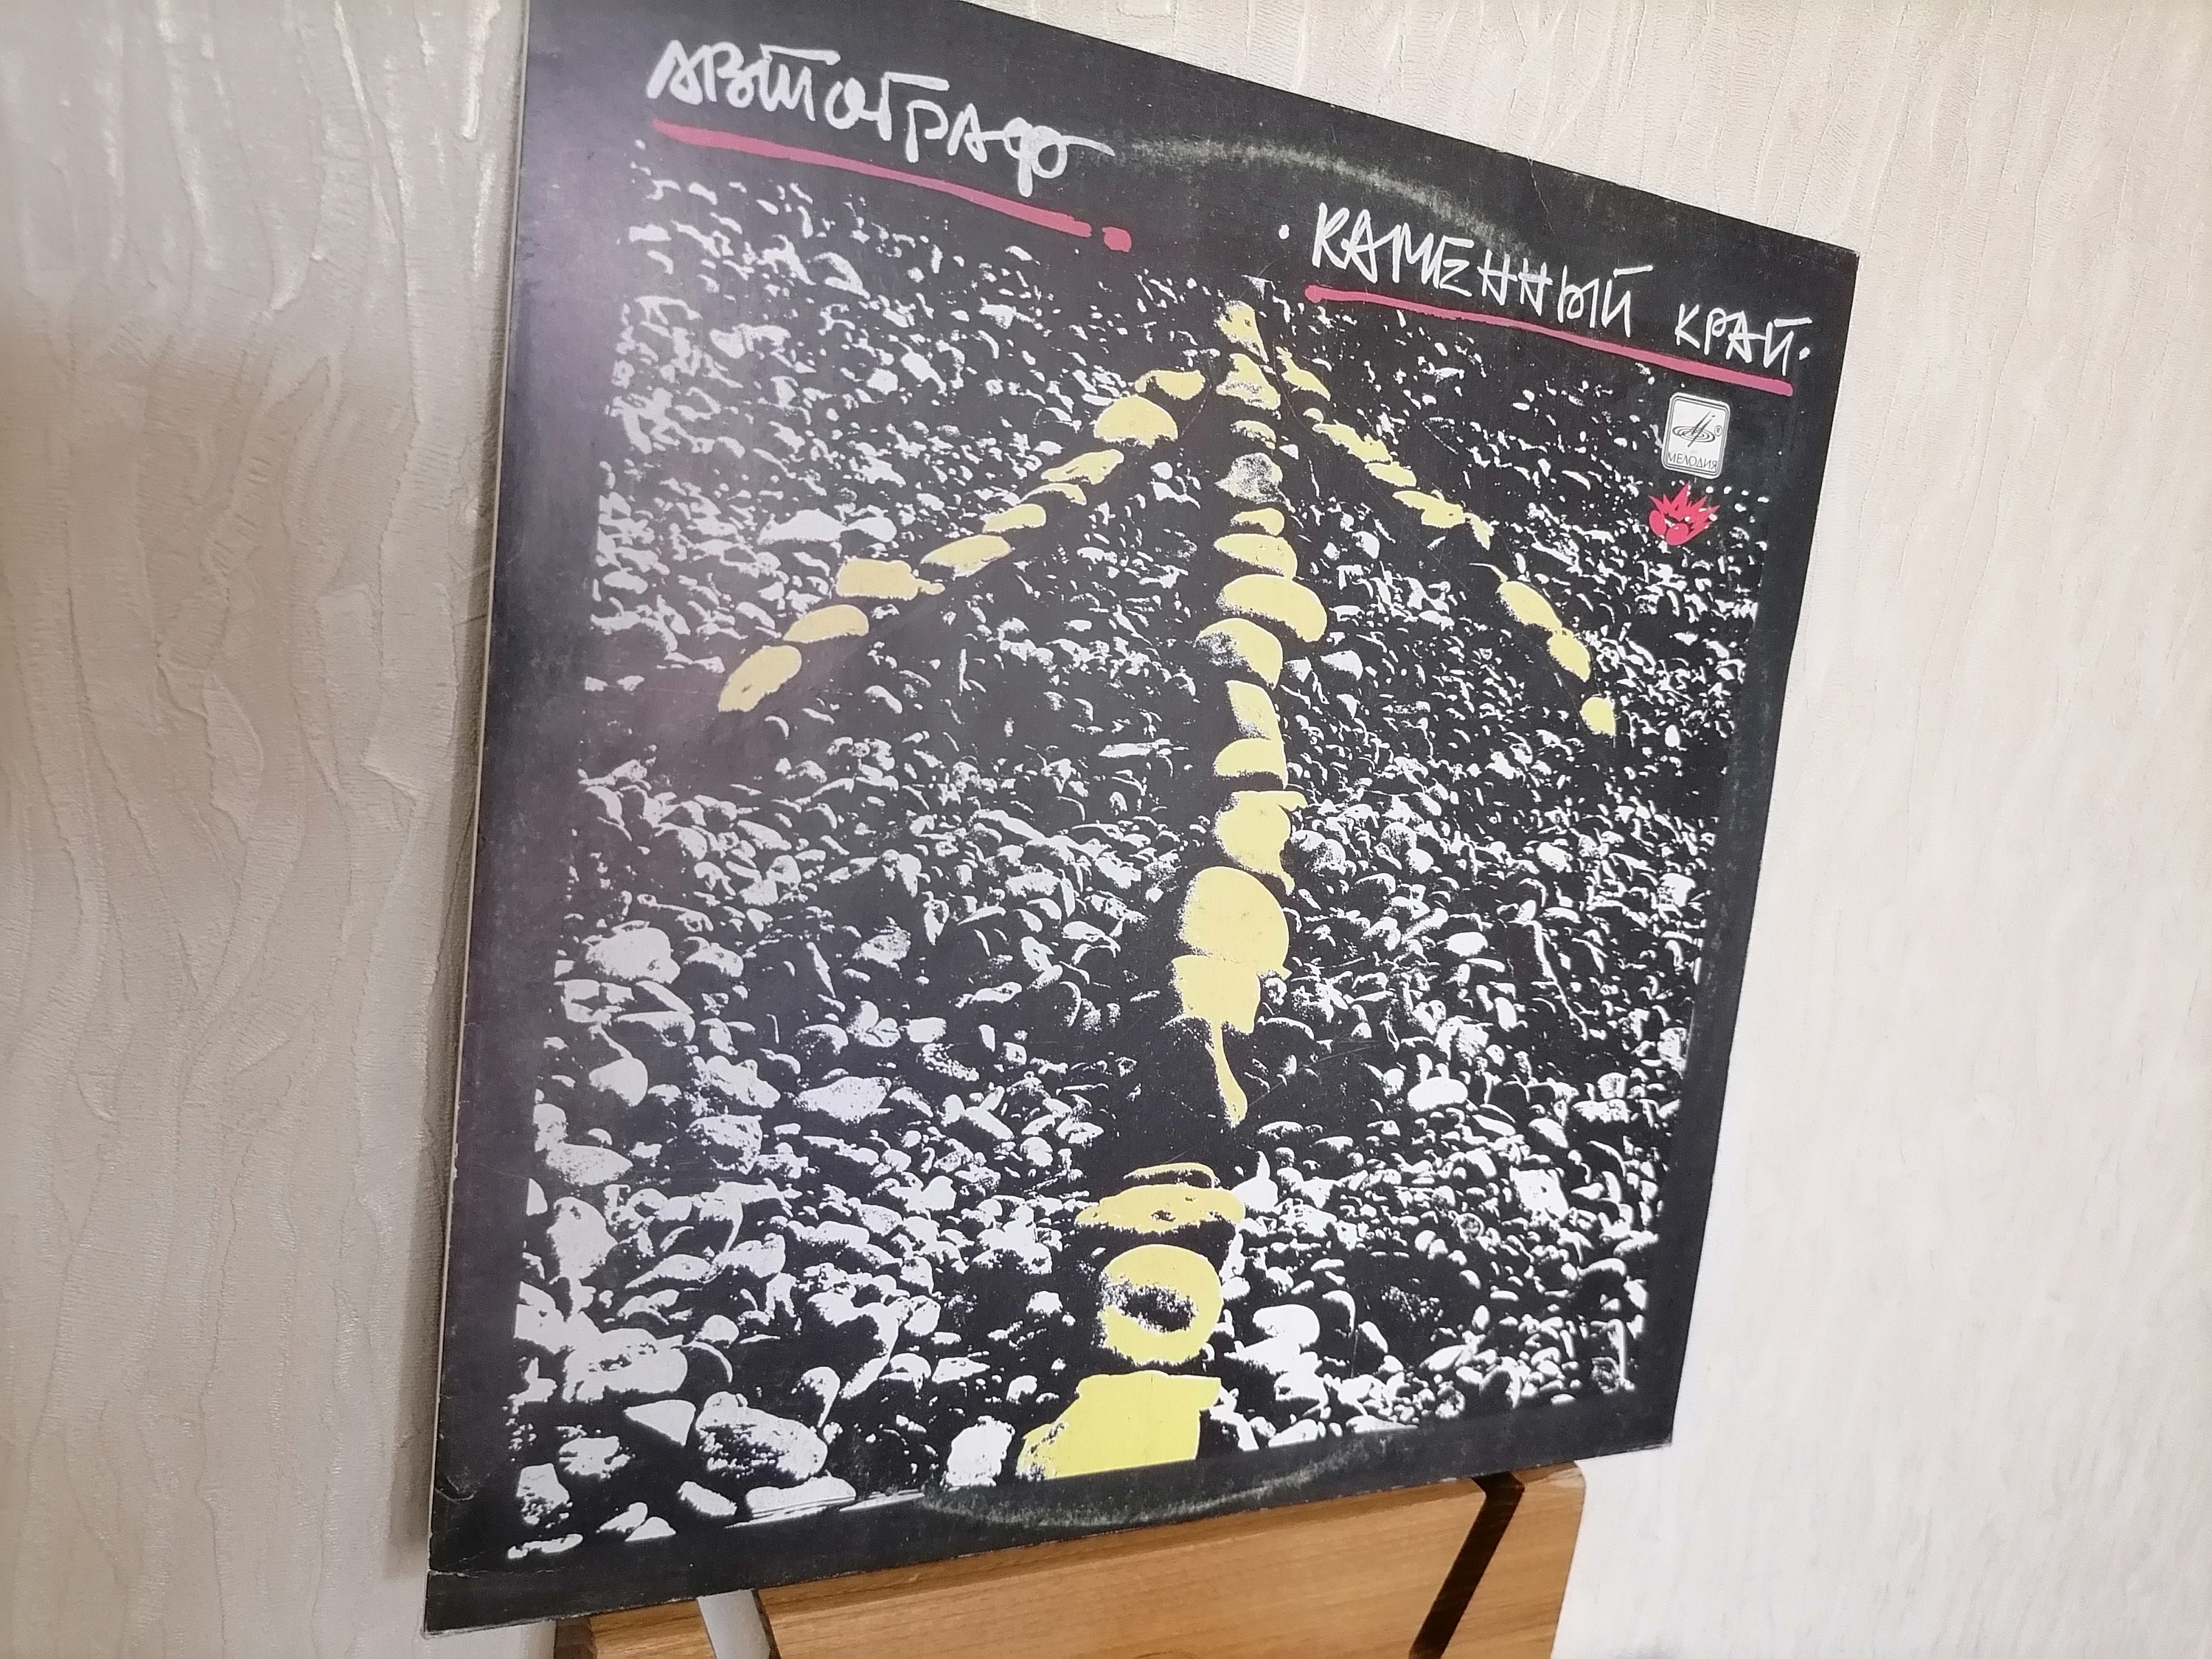 Автограф
·Каменный край·
МЕЛОДИЯ